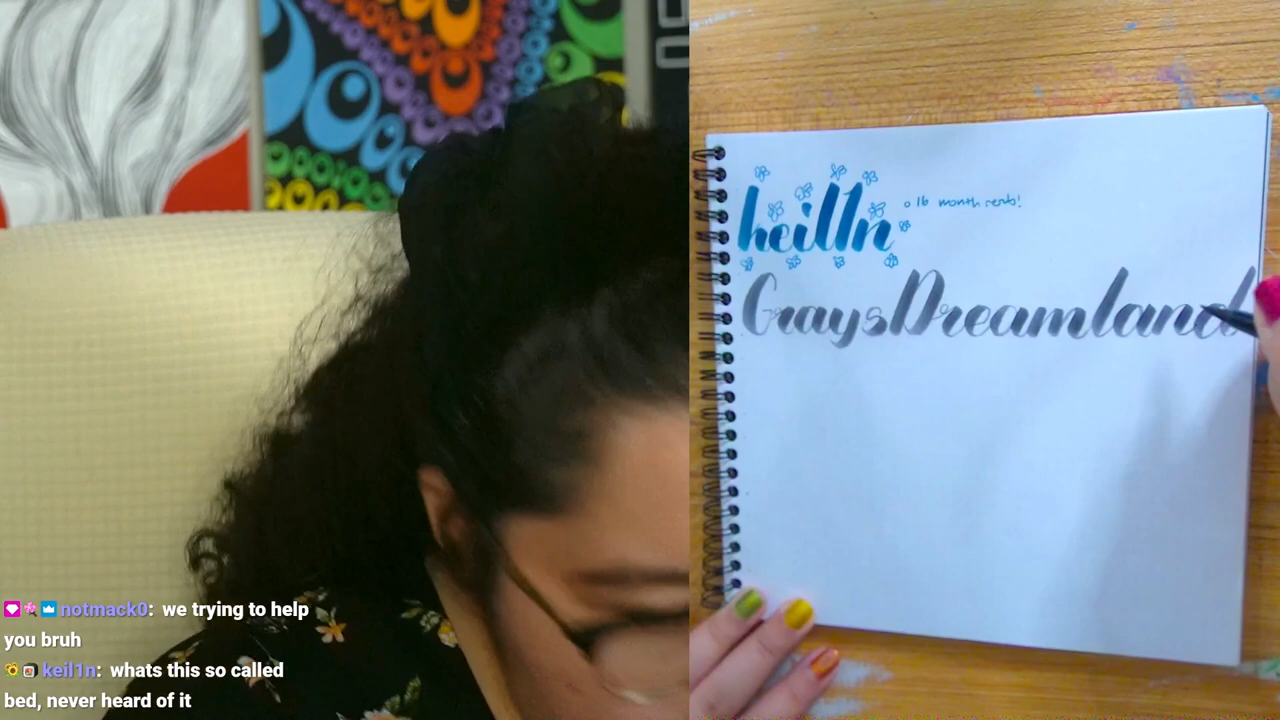 notmack0: we trying to help
you bruh
keil1n: whats this so called
bed, never heard of it
keil1n
16 month resub!
GraysDreamland